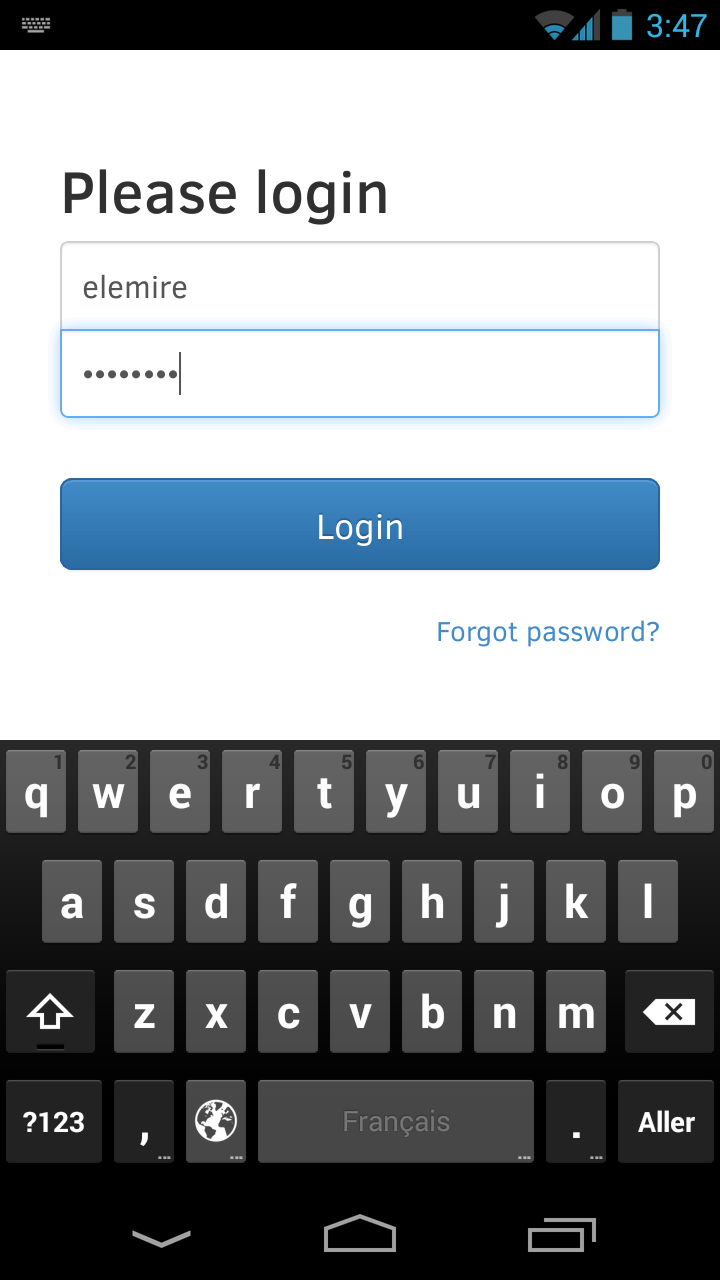 3:47
Please login
elemire
••••••••
Login
Forgot password?
1 2 3 4 5 6 7 8 9 0
q w e r t y u i o p
a s d f g h j k l
z x c v b n m
?123 , Français . Aller